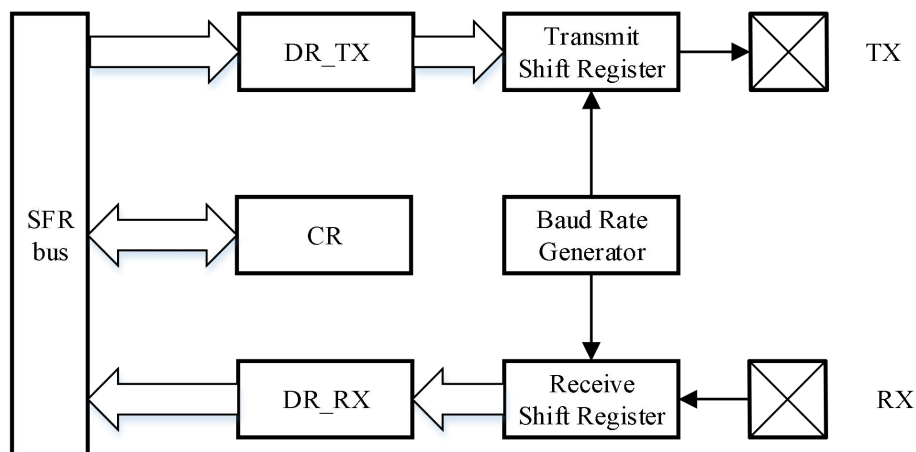 DR_TX
Transmit
Shift Register
TX
SFR
bus
CR
Baud Rate
Generator
DR_RX
Receive
Shift Register
RX